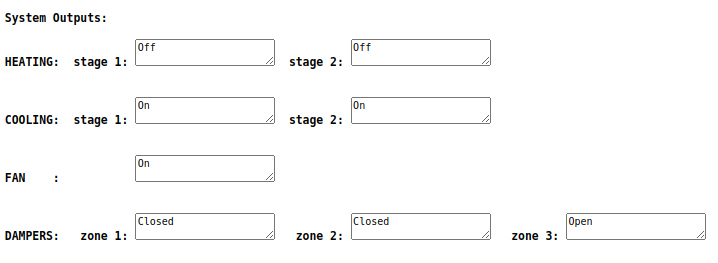 System Outputs:
HEATING: stage 1: Off stage 2: Off
COOLING: stage 1: On stage 2: On
FAN : On
DAMPERS: zone 1: Closed zone 2: Closed zone 3: Open